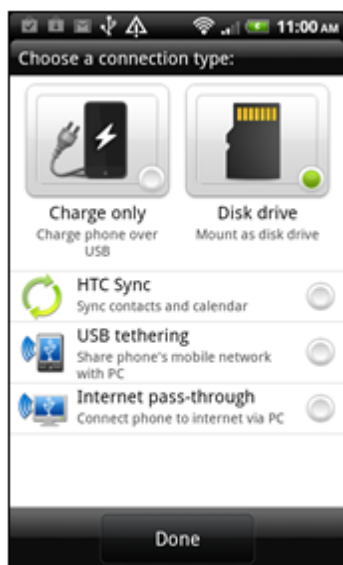 11:00 AM
Choose a connection type:
Charge only
Disk drive
Charge phone over
USB
Mount as disk drive
HTC Sync
Sync contacts and calendar
USB tethering
Share phone's mobile network
with PC
Internet pass-through
Connect phone to internet via PC
Done